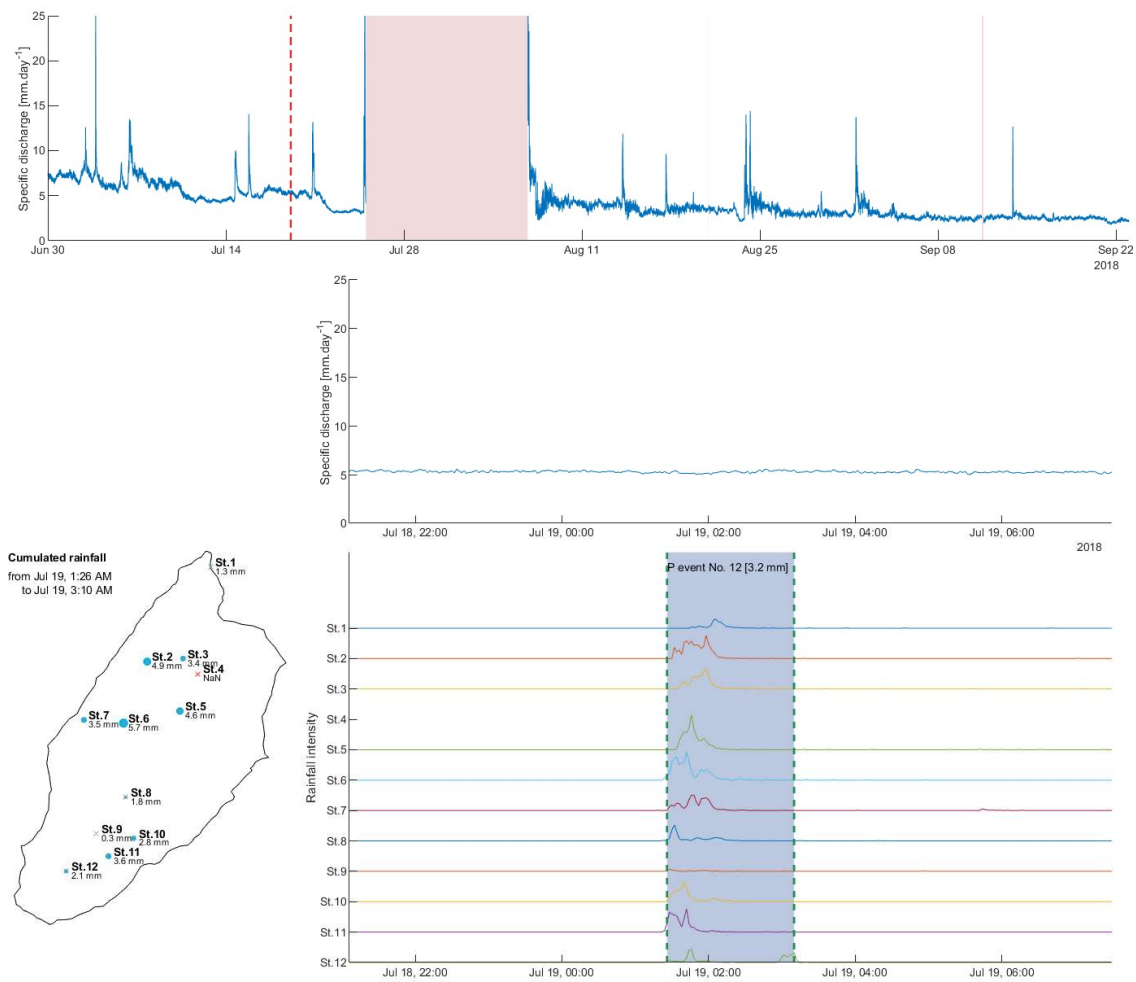 25
20
15
10
5
0
Specific discharge [mm.day⁻¹]
Jun 30
Jul 14
Jul 28
Aug 11
Aug 25
Sep 08
Sep 22
2018
25
20
15
10
5
0
Specific discharge [mm.day⁻¹]
Jul 18, 22:00
Jul 19, 00:00
Jul 19, 02:00
Jul 19, 04:00
Jul 19, 06:00
2018
Cumulated rainfall
from Jul 19, 1:26 AM
to Jul 19, 3:10 AM
St.1
1.3 mm
St.2
4.9 mm
St.3
3.4 mm
St.4
NaN
St.5
4.6 mm
St.7
3.5 mm
St.6
5.7 mm
St.8
1.8 mm
St.9
0.3 mm
St.10
2.8 mm
St.11
3.6 mm
St.12
2.1 mm
P event No. 12 [3.2 mm]
Rainfall intensity
St.1
St.2
St.3
St.4
St.5
St.6
St.7
St.8
St.9
St.10
St.11
St.12
Jul 18, 22:00
Jul 19, 00:00
Jul 19, 02:00
Jul 19, 04:00
Jul 19, 06:00